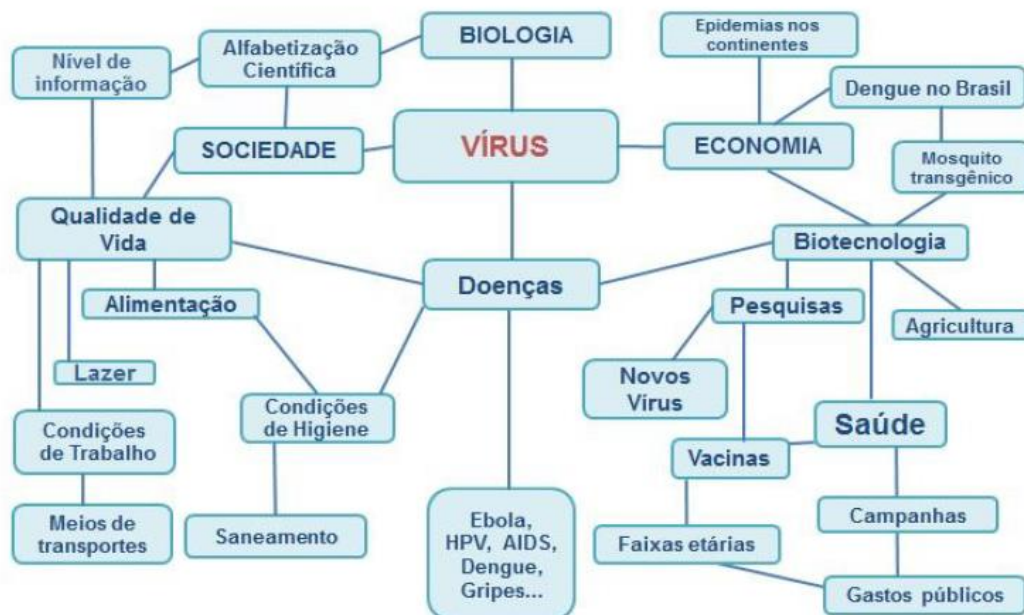 BIOLOGIA
Epidemias nos
continentes
Alfabetização
Científica
Nível de
informação
Dengue no Brasil
SOCIEDADE
VÍRUS
ECONOMIA
Mosquito
transgênico
Qualidade de
Vida
Biotecnologia
Doenças
Alimentação
Pesquisas
Agricultura
Lazer
Novos
Vírus
Condições
de Higiene
Saúde
Condições
de Trabalho
Vacinas
Meios de
transportes
Saneamento
Ebola,
HPV, AIDS,
Dengue,
Gripes...
Faixas etárias
Campanhas
Gastos públicos